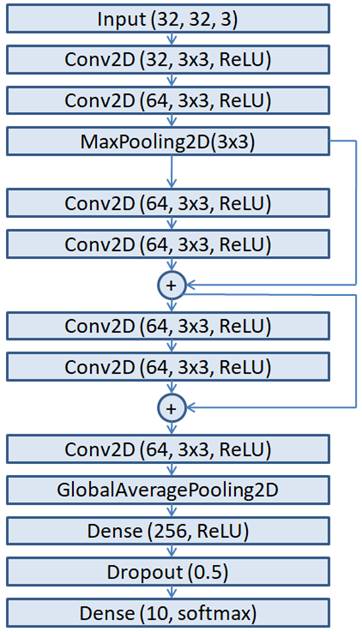 Input (32, 32, 3)
Conv2D (32, 3x3, ReLU)
Conv2D (64, 3x3, ReLU)
MaxPooling2D(3x3)
Conv2D (64, 3x3, ReLU)
Conv2D (64, 3x3, ReLU)
+
Conv2D (64, 3x3, ReLU)
Conv2D (64, 3x3, ReLU)
+
Conv2D (64, 3x3, ReLU)
GlobalAveragePooling2D
Dense (256, ReLU)
Dropout (0.5)
Dense (10, softmax)